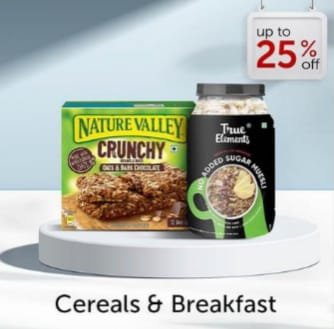 up to
25% off
NATURE VALLEY
CRUNCHY
OATS & DARK CHOCOLATE
True
Elements
NO ADDED SUGAR MUESLI
Cereals & Breakfast